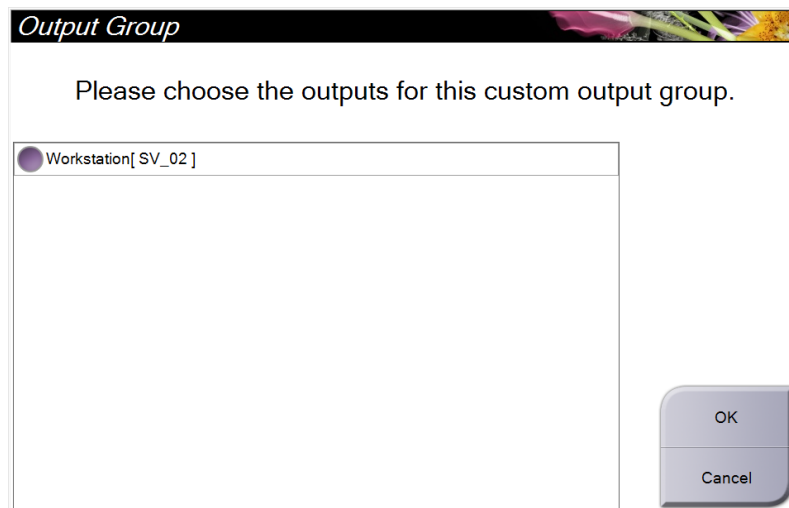 Output Group
Please choose the outputs for this custom output group.
Workstation[ SV_02 ]
OK
Cancel